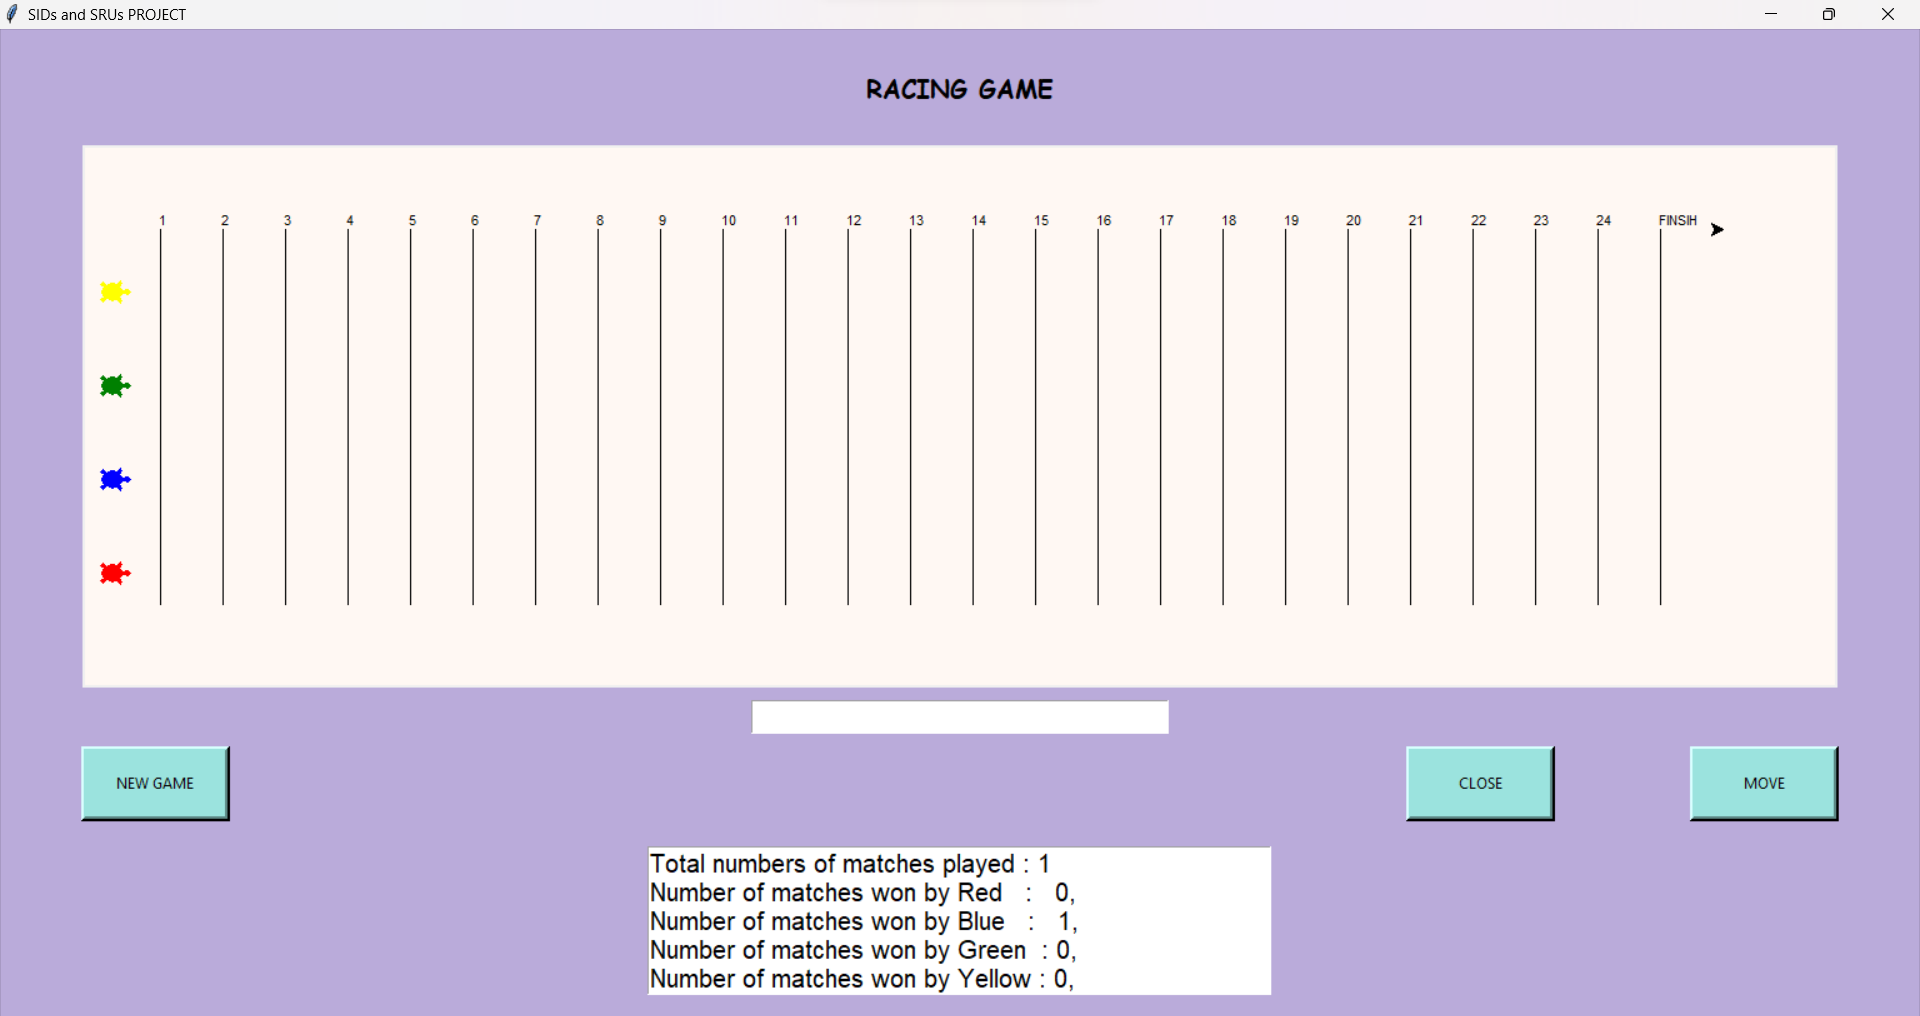 SIDs and SRUs PROJECT
RACING GAME
1 2 3 4 5 6 7 8 9 10 11 12 13 14 15 16 17 18 19 20 21 22 23 24 FINSIH
NEW GAME CLOSE MOVE
Total numbers of matches played : 1
Number of matches won by Red : 0,
Number of matches won by Blue : 1,
Number of matches won by Green : 0,
Number of matches won by Yellow : 0,